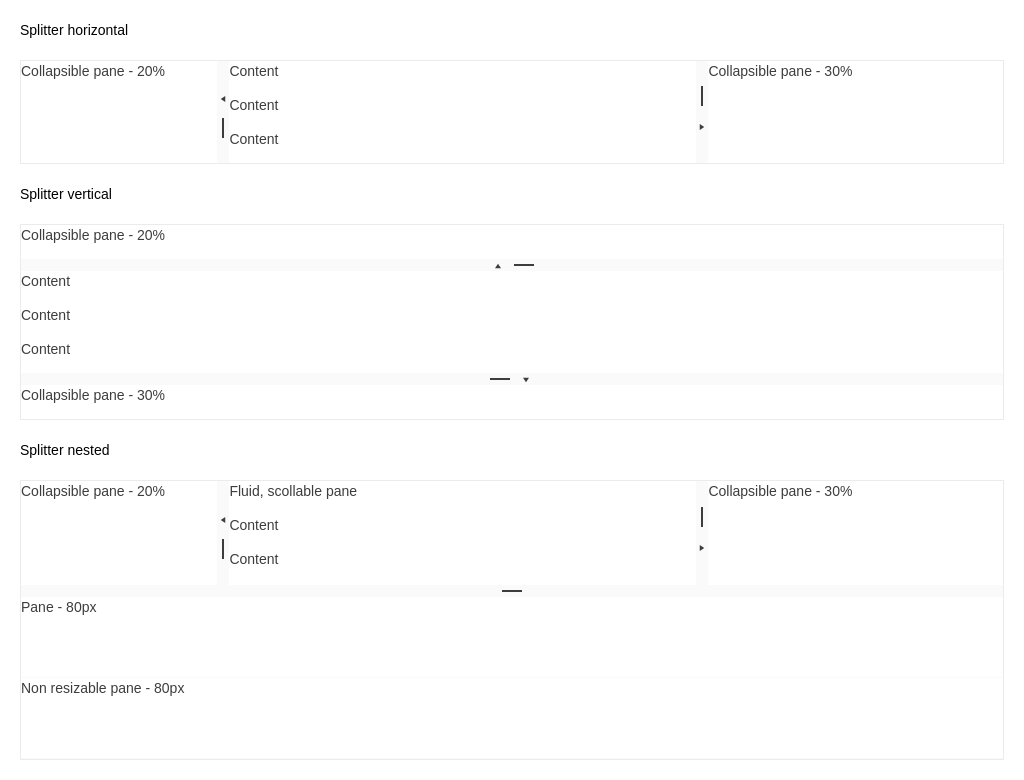 Splitter horizontal
Collapsible pane - 20%
Content
Content
Content
Collapsible pane - 30%
Splitter vertical
Collapsible pane - 20%
Content
Content
Content
Collapsible pane - 30%
Splitter nested
Collapsible pane - 20%
Fluid, scollable pane
Content
Content
Collapsible pane - 30%
Pane - 80px
Non resizable pane - 80px